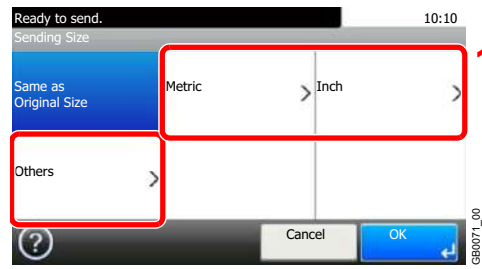 Ready to send. 10:10
Sending Size
Same as
Original Size
Metric
Inch
1
Others
?
Cancel
OK
GB0071_00